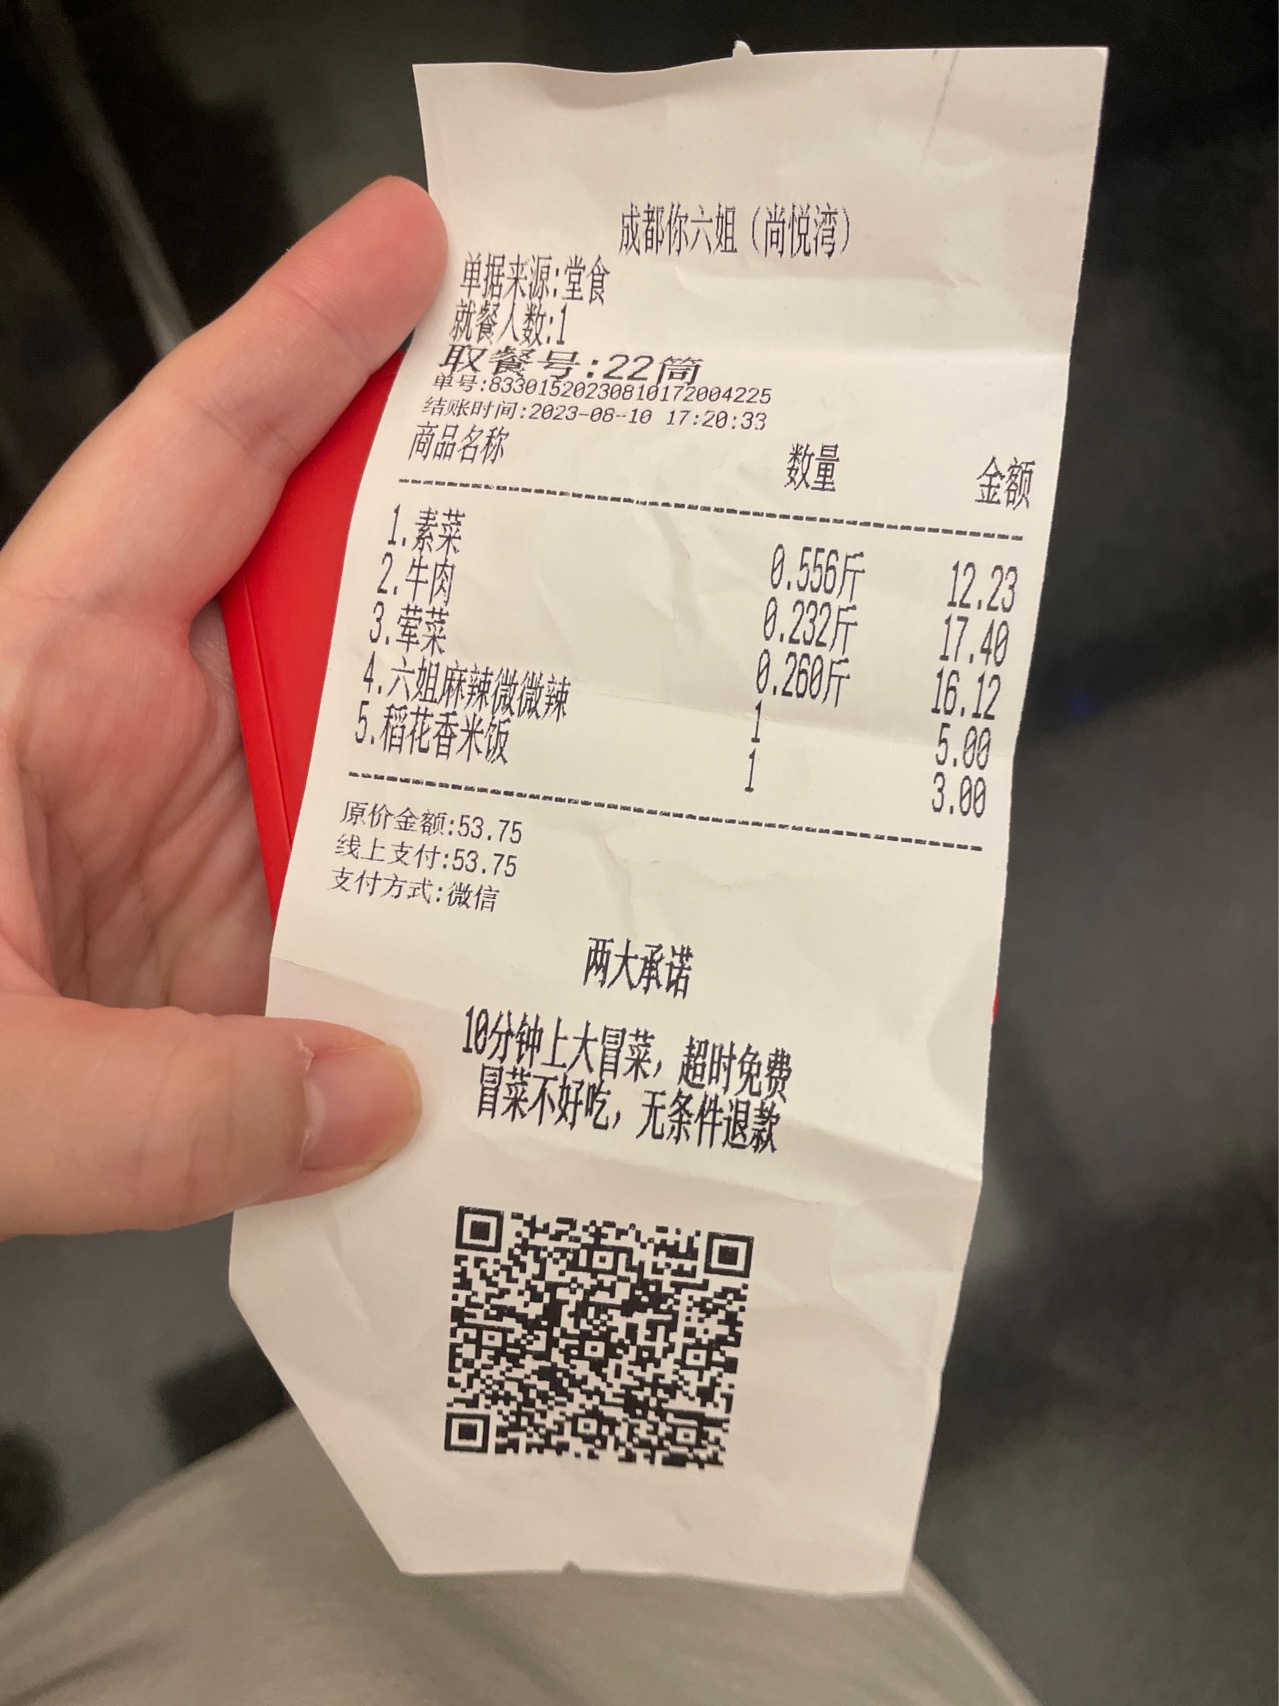 成都你六姐（尚悦湾）
单据来源:堂食
就餐人数:1
取餐号:22筒
单号:83301520230810172004225
结账时间:2023-08-10 17:20:33
商品名称 数量 金额
1.素菜 0.556斤 12.23
2.牛肉 0.232斤 17.40
3.荤菜 0.260斤 16.12
4.六姐麻辣微微辣 1 5.00
5.稻花香米饭 1 3.00
原价金额:53.75
线上支付:53.75
支付方式:微信
两大承诺
10分钟上大冒菜，超时免费
冒菜不好吃，无条件退款